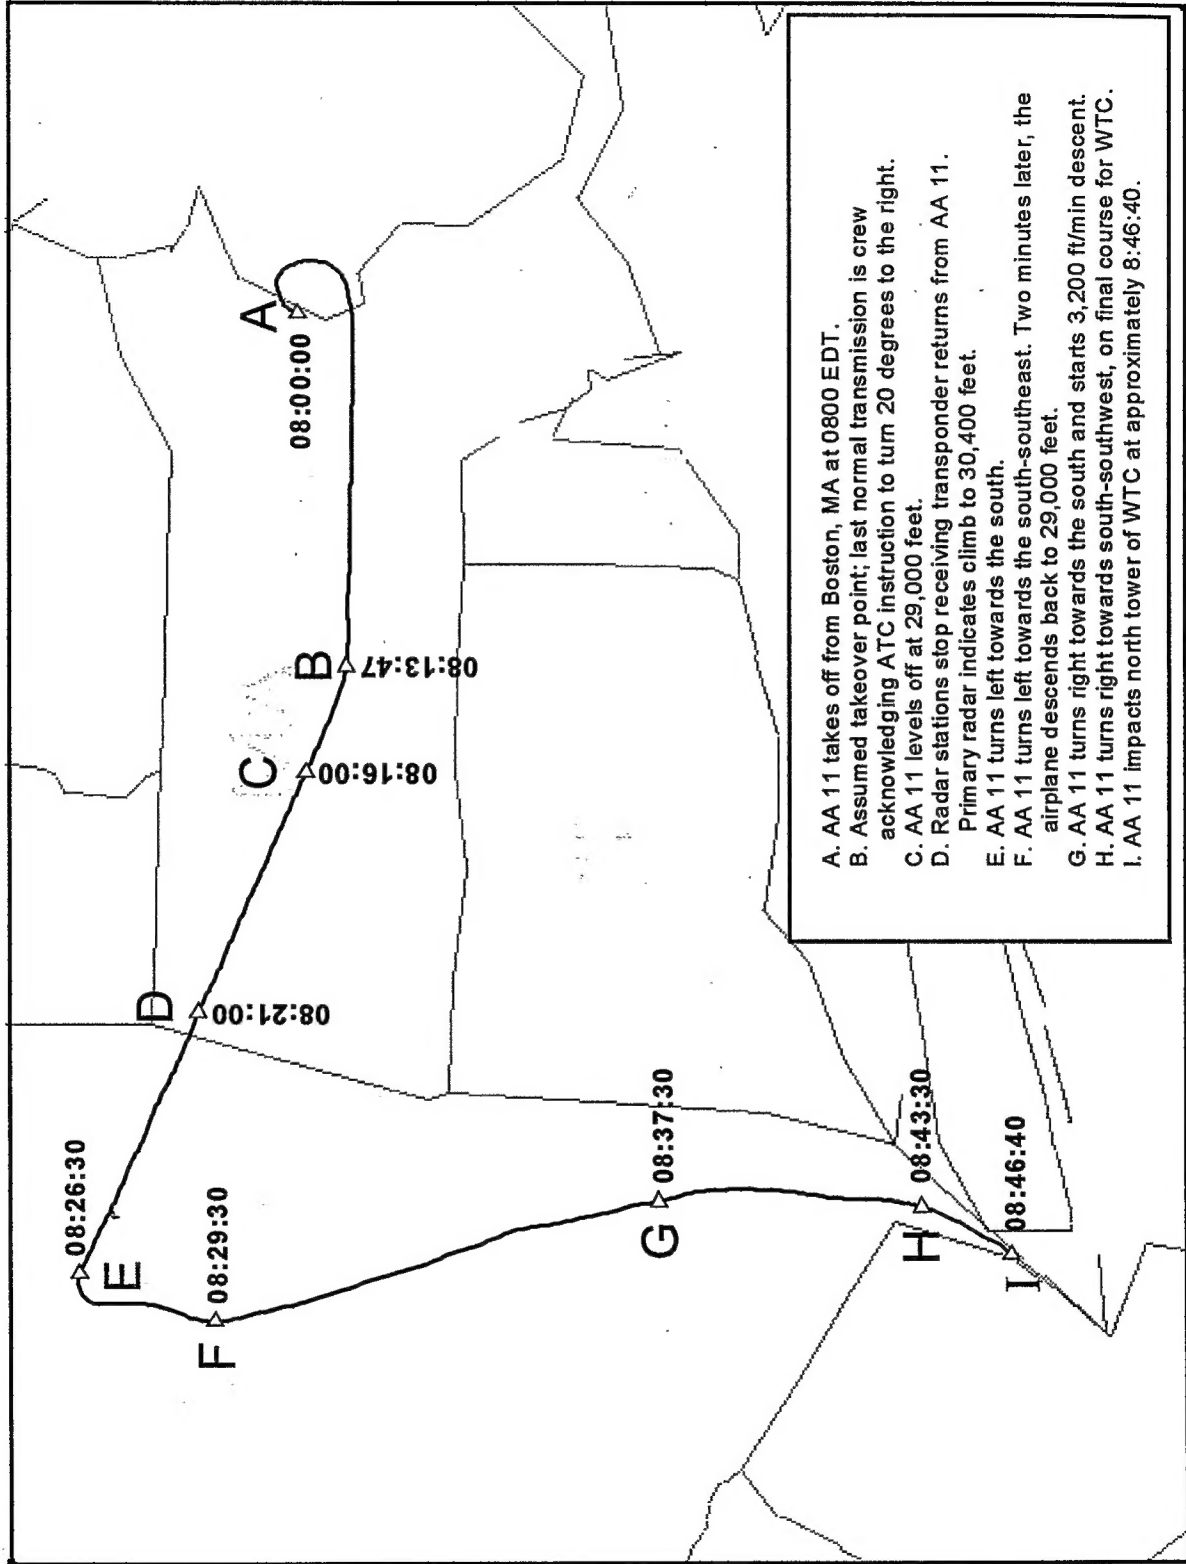 A
08:00:00
B
08:13:47
C
08:16:00
D
08:21:00
E
08:26:30
F
08:29:30
G
08:37:30
H
08:43:30
I
08:46:40
A. AA 11 takes off from Boston, MA at 0800 EDT.
B. Assumed takeover point; last normal transmission is crew
acknowledging ATC instruction to turn 20 degrees to the right.
C. AA 11 levels off at 29,000 feet.
D. Radar stations stop receiving transponder returns from AA 11.
Primary radar indicates climb to 30,400 feet.
E. AA 11 turns left towards the south.
F. AA 11 turns left towards the south-southeast. Two minutes later, the
airplane descends back to 29,000 feet.
G. AA 11 turns right towards the south and starts 3,200 ft/min descent.
H. AA 11 turns right towards south-southwest, on final course for WTC.
I. AA 11 impacts north tower of WTC at approximately 8:46:40.